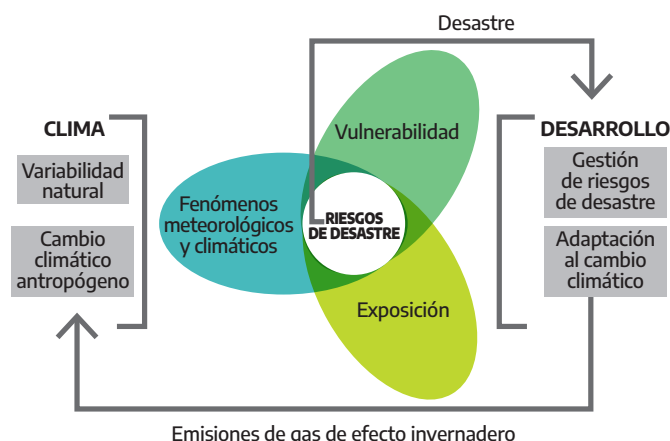 Desastre
CLIMA
Variabilidad
natural
Cambio
climático
antropógeno
Vulnerabilidad
Fenómenos
meteorológicos
y climáticos
RIESGOS
DE DESASTRE
Exposición
DESARROLLO
Gestión
de riesgos
de desastre
Adaptación
al cambio
climático
Emisiones de gas de efecto invernadero